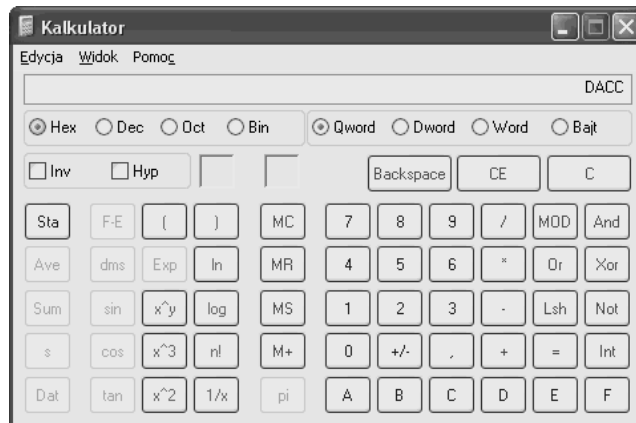 Kalkulator
Edycja Widok Pomoc
DACC
Hex Dec Oct Bin Qword Dword Word Bajt
Inv Hyp Backspace CE C
Sta F-E ( ) MC 7 8 9 / MOD And
Ave dms Exp ln MR 4 5 6 * Or Xor
Sum sin x^y log MS 1 2 3 - Lsh Not
s cos x^3 n! M+ 0 +/- , + = Int
Dat tan x^2 1/x pi A B C D E F